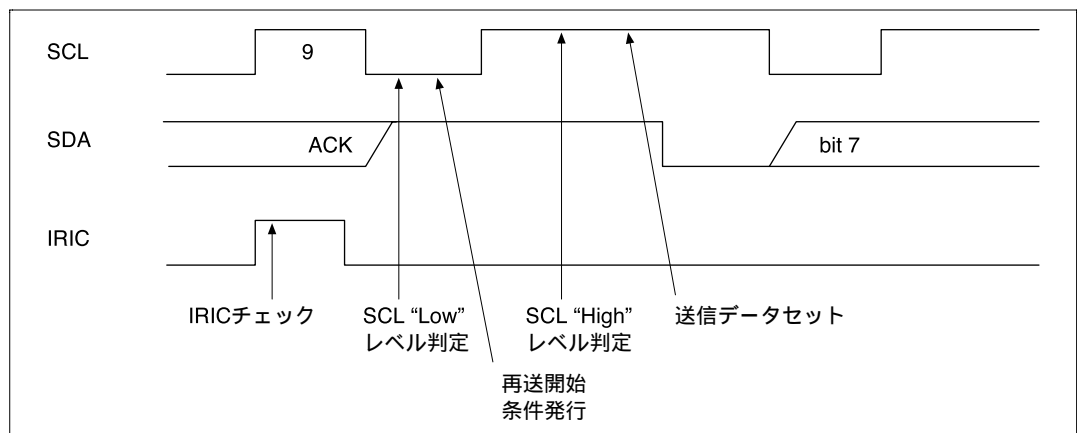 SCL
9
SDA
ACK
bit 7
IRIC
IRICチェック
SCL “Low”
レベル判定
SCL “High”
レベル判定
送信データセット
再送開始
条件発行